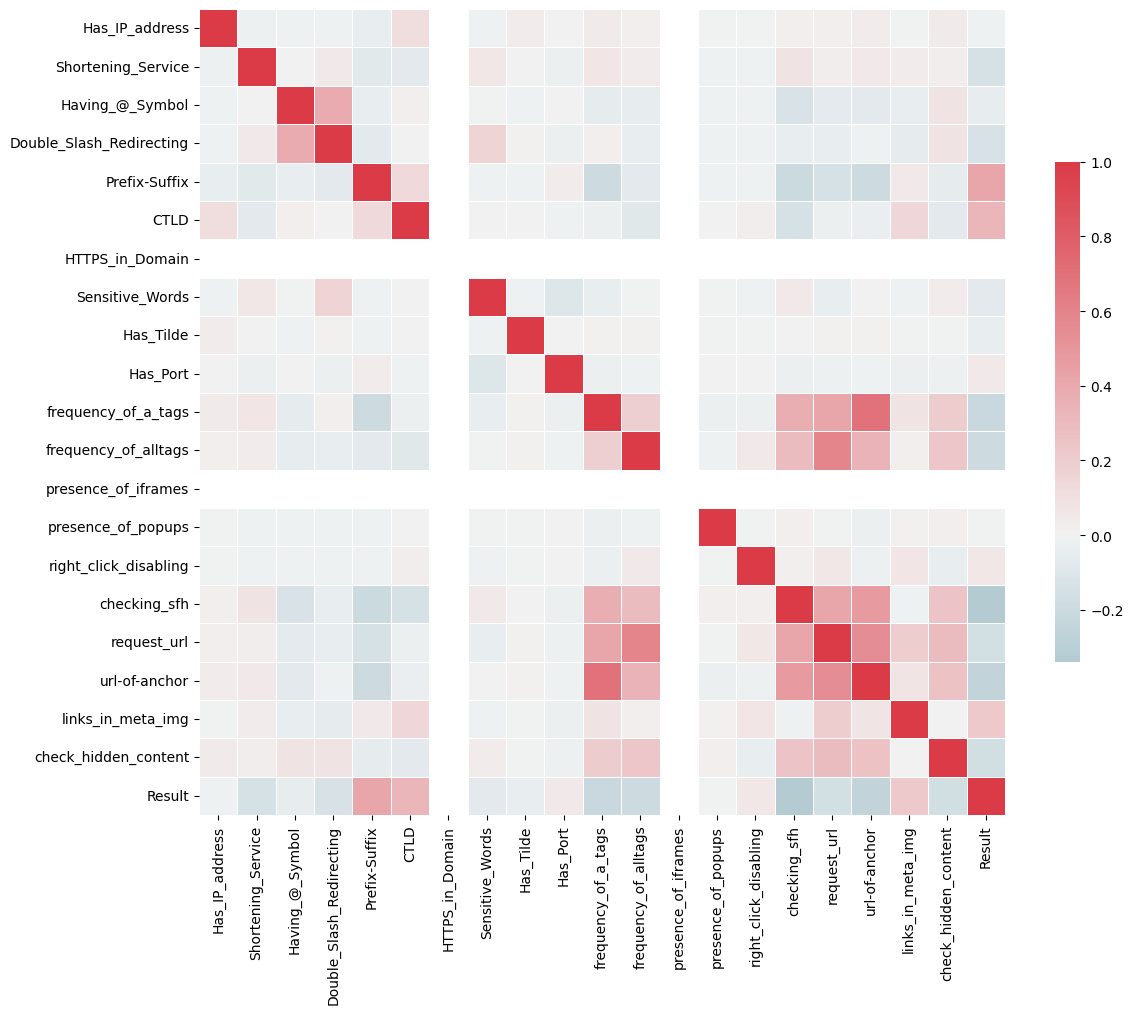 Has_IP_address
Shortening_Service
Having_@_Symbol
Double_Slash_Redirecting
Prefix-Suffix
CTLD
HTTPS_in_Domain
Sensitive_Words
Has_Tilde
Has_Port
frequency_of_a_tags
frequency_of_alltags
presence_of_iframes
presence_of_popups
right_click_disabling
checking_sfh
request_url
url-of-anchor
links_in_meta_img
check_hidden_content
Result
Has_IP_address
Shortening_Service
Having_@_Symbol
Double_Slash_Redirecting
Prefix-Suffix
CTLD
HTTPS_in_Domain
Sensitive_Words
Has_Tilde
Has_Port
frequency_of_a_tags
frequency_of_alltags
presence_of_iframes
presence_of_popups
right_click_disabling
checking_sfh
request_url
url-of-anchor
links_in_meta_img
check_hidden_content
Result
1.0
0.8
0.6
0.4
0.2
0.0
−0.2